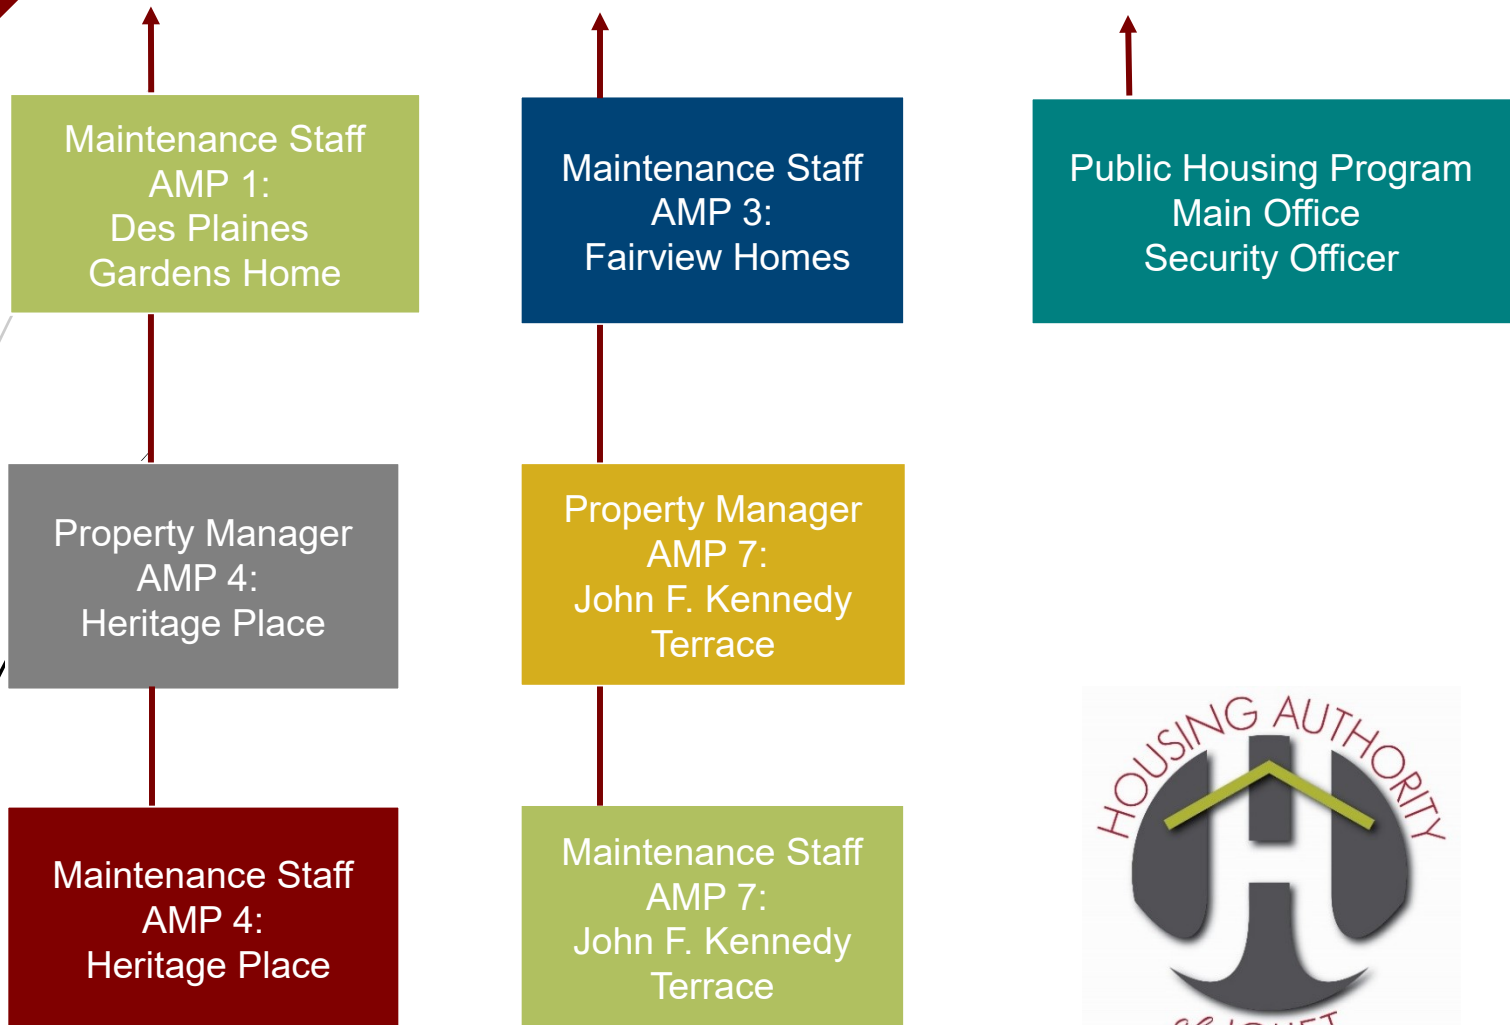 Maintenance Staff
AMP 1:
Des Plaines
Gardens Home
Maintenance Staff
AMP 3:
Fairview Homes
Public Housing Program
Main Office
Security Officer
Property Manager
AMP 4:
Heritage Place
Property Manager
AMP 7:
John F. Kennedy
Terrace
Maintenance Staff
AMP 4:
Heritage Place
Maintenance Staff
AMP 7:
John F. Kennedy
Terrace
HOUSING AUTHORITY